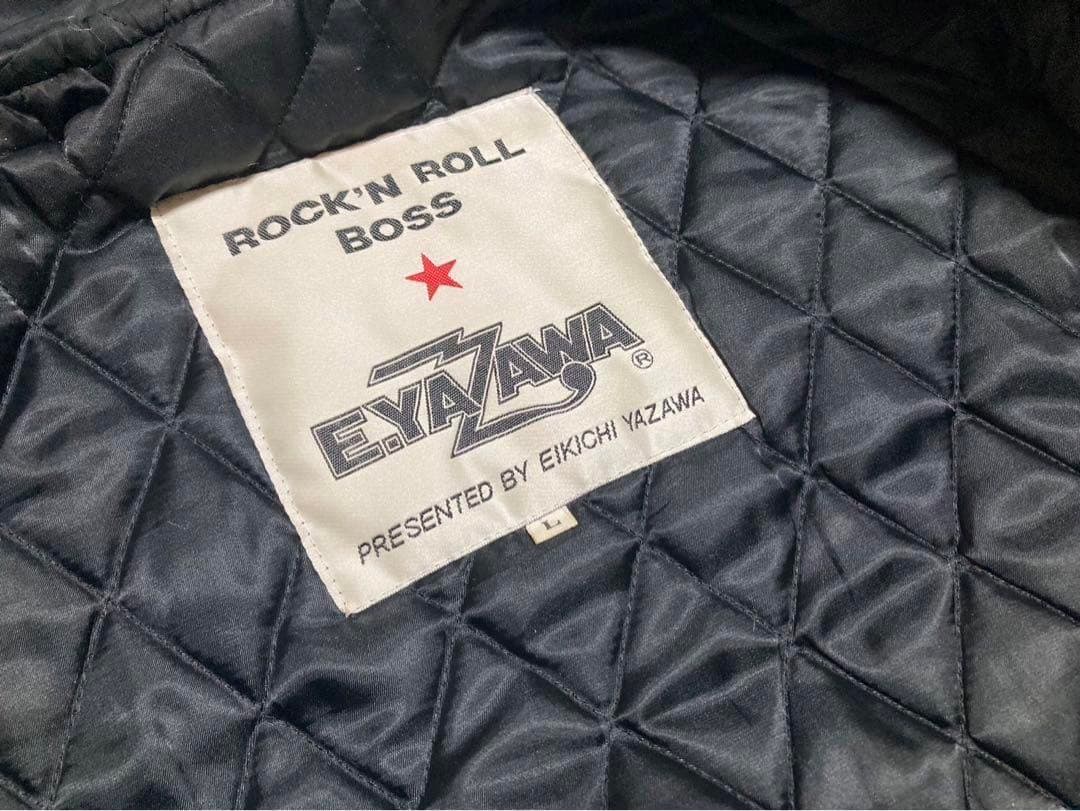 ROCK'N ROLL
BOSS
E.YAZAWA ®
PRESENTED BY EIKICHI YAZAWA
L